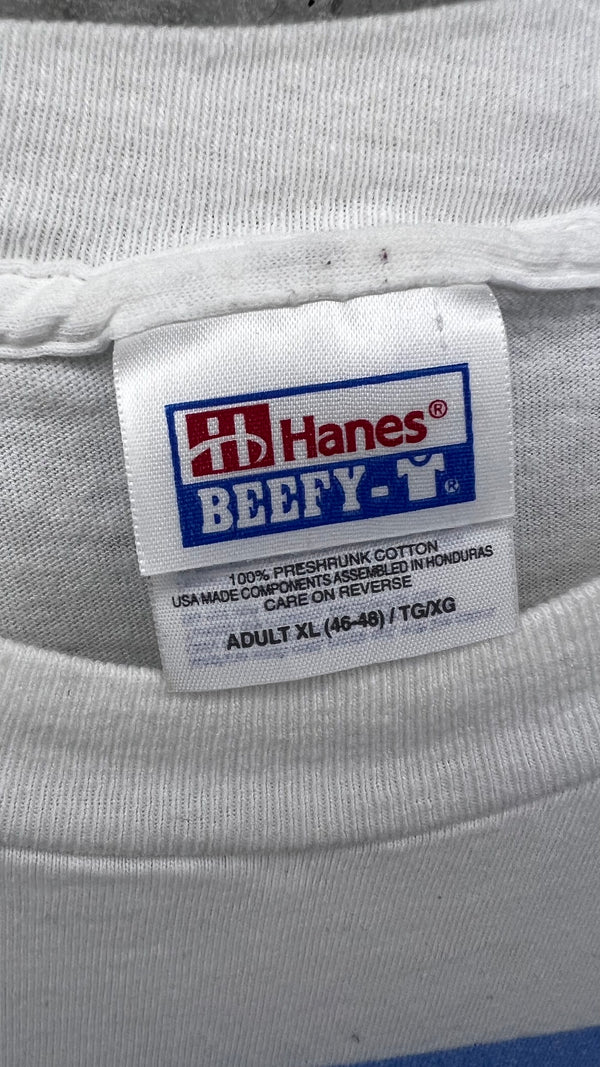 Hanes®
BEEFY-®
100% PRESHRUNK COTTON
USA MADE COMPONENTS ASSEMBLED IN HONDURAS
CARE ON REVERSE
ADULT XL (46-48) / TG/XG